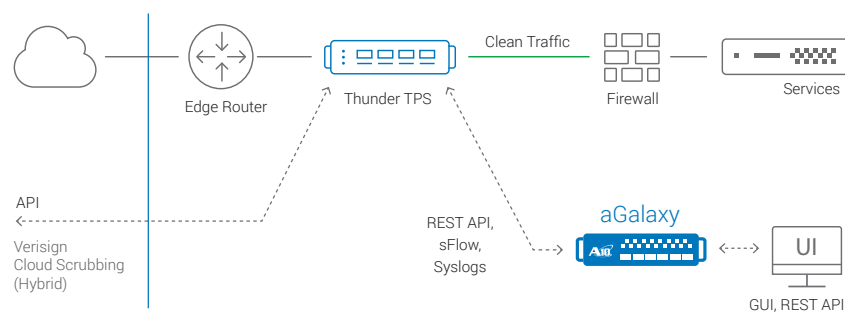 Clean Traffic
Edge Router
Thunder TPS
Firewall
Services
API
Verisign
Cloud Scrubbing
(Hybrid)
REST API,
sFlow,
Syslogs
aGalaxy
A10
UI
GUI, REST API